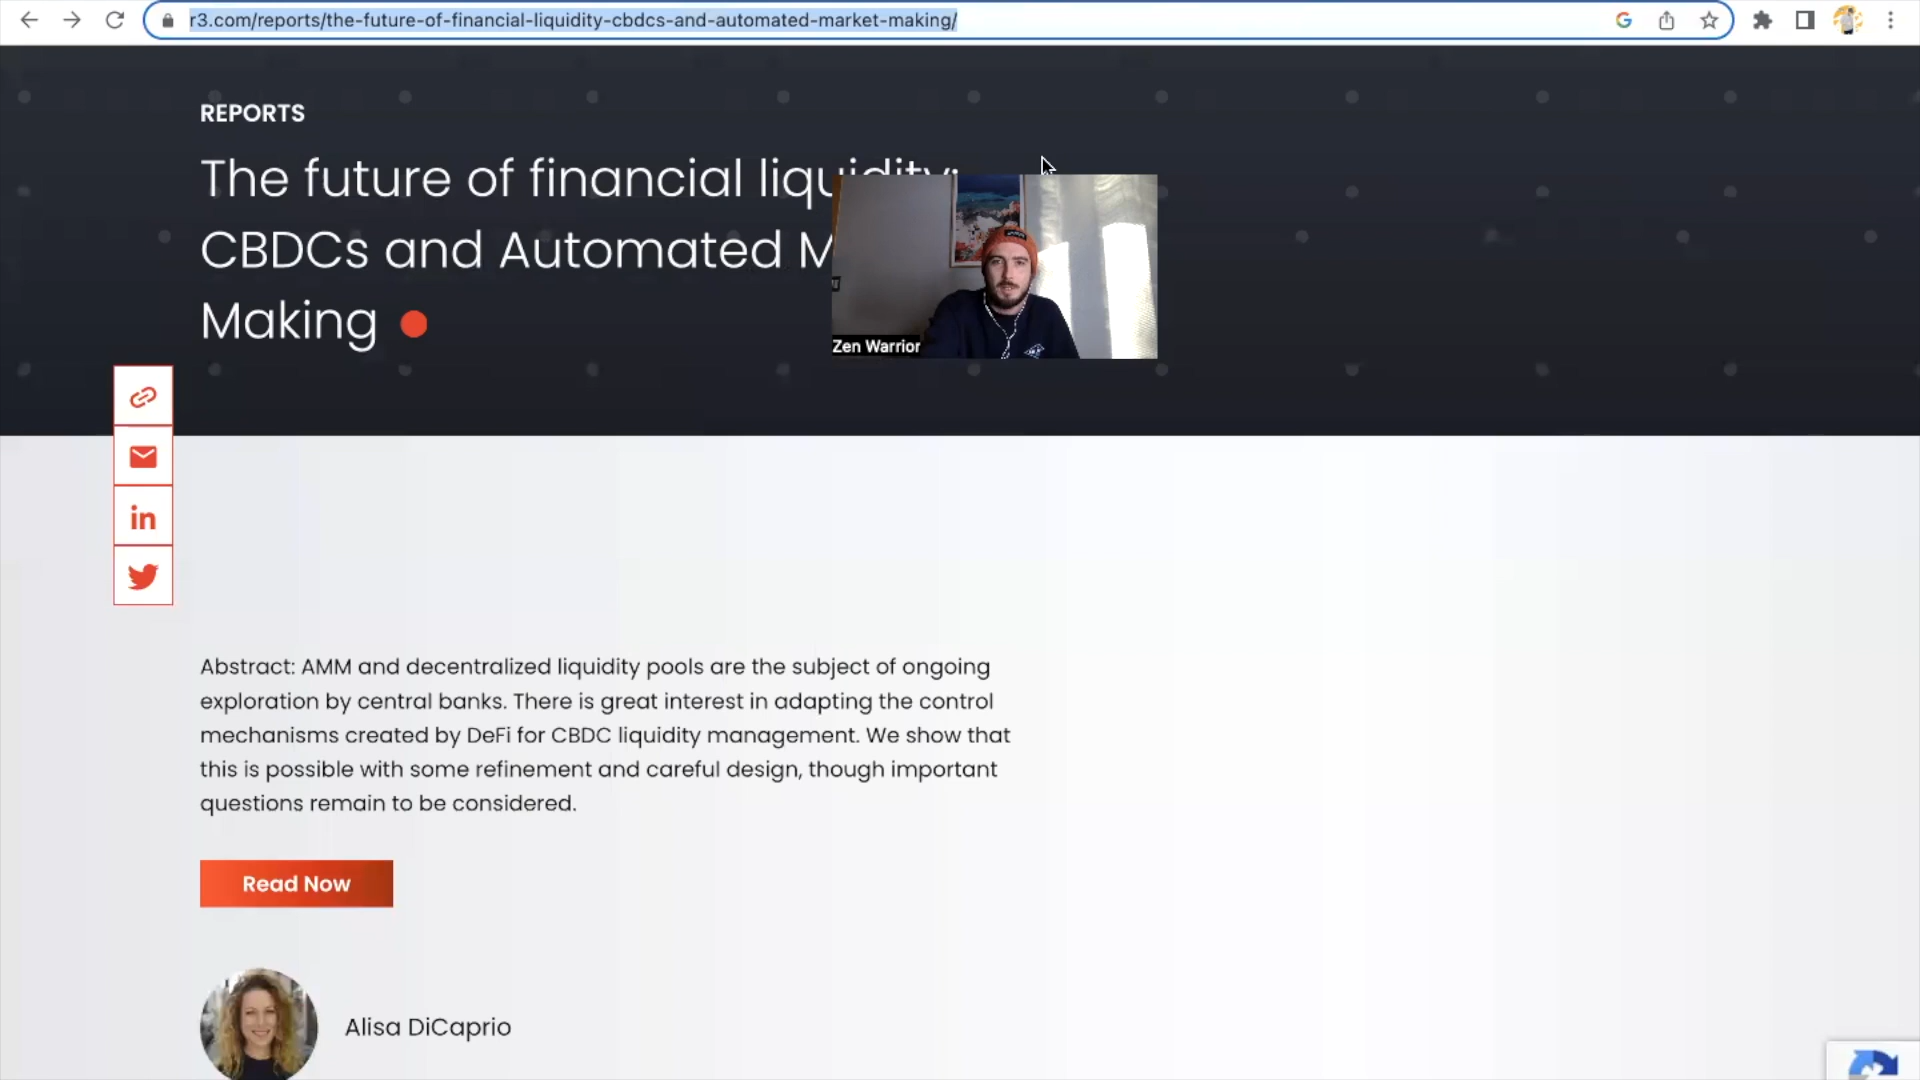 r3.com/reports/the-future-of-financial-liquidity-cbdcs-and-automated-market-making/
REPORTS
The future of financial liquidity:
CBDCs and Automated M
Making
Zen Warrior
in
Abstract: AMM and decentralized liquidity pools are the subject of ongoing
exploration by central banks. There is great interest in adapting the control
mechanisms created by DeFi for CBDC liquidity management. We show that
this is possible with some refinement and careful design, though important
questions remain to be considered.
Read Now
Alisa DiCaprio